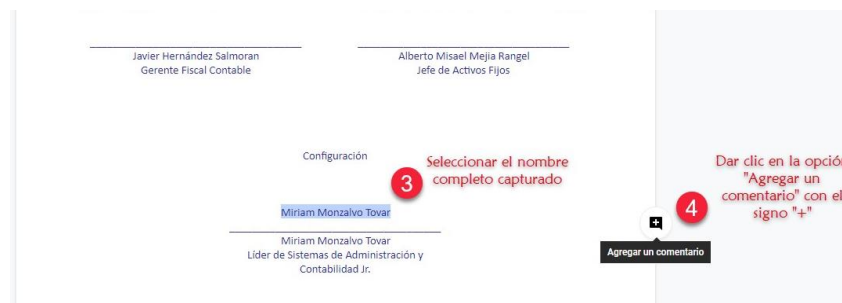 Javier Hernández Salmoran
Gerente Fiscal Contable
Alberto Misael Mejia Rangel
Jefe de Activos Fijos
Configuración
3
Seleccionar el nombre
completo capturado
Miriam Monzalvo Tovar
Miriam Monzalvo Tovar
Líder de Sistemas de Administración y
Contabilidad Jr.
Dar clic en la opción
"Agregar un
comentario" con el
signo "+"
4
Agregar un comentario